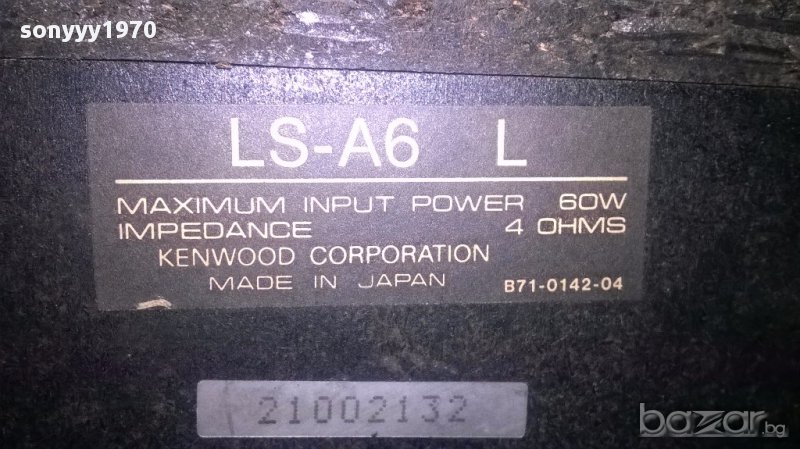 sonyyy1970
LS-A6 L
MAXIMUM INPUT POWER 60W
IMPEDANCE 4 OHMS
KENWOOD CORPORATION
MADE IN JAPAN B71-0142-04
21002132
bazar.bg